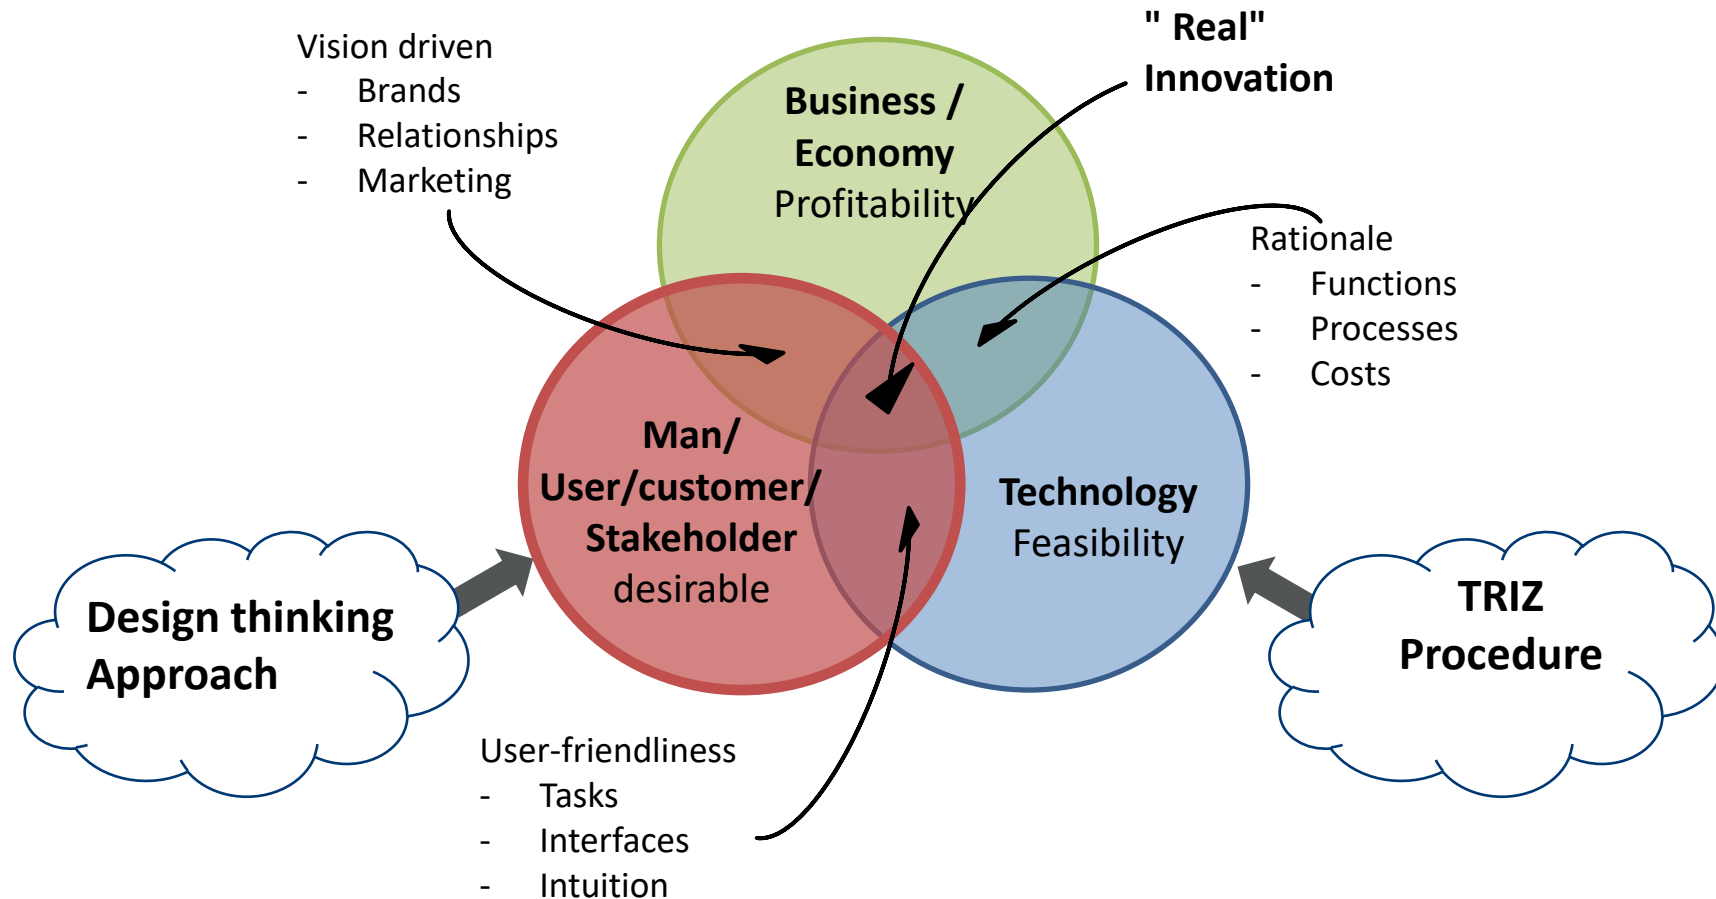 Vision driven
- Brands
- Relationships
- Marketing
" Real"
Innovation
Business /
Economy
Profitability
Rationale
- Functions
- Processes
- Costs
Man/
User/customer/
Stakeholder
desirable
Technology
Feasibility
Design thinking
Approach
TRIZ
Procedure
User-friendliness
- Tasks
- Interfaces
- Intuition